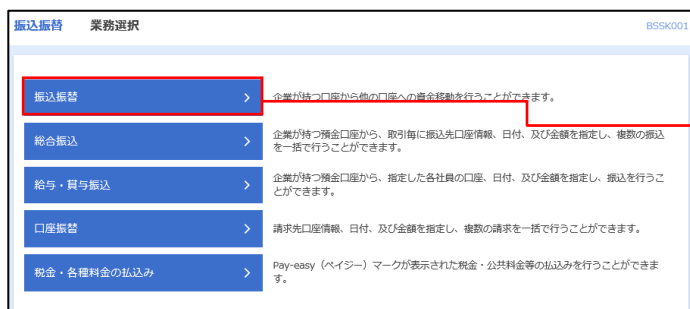 振込振替 業務選択 BSSK001
振込振替 企業が持つ口座から他の口座への資金移動を行うことができます。
総合振込 企業が持つ預金口座から、取引毎に振込先口座情報、日付、及び金額を指定し、複数の振込
を一括で行うことができます。
給与・賞与振込 企業が持つ預金口座から、指定した各社員の口座、日付、及び金額を指定し、振込を行うこ
とができます。
口座振替 請求先口座情報、日付、及び金額を指定し、複数の請求を一括で行うことができます。
税金・各種料金の払込み Pay-easy（ペイジー）マークが表示された税金・公共料金等の払込みを行うことができま
す。